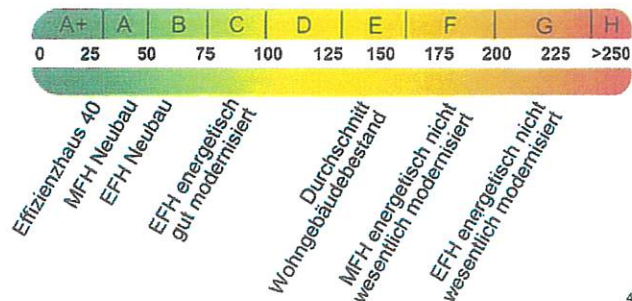 A+ A B C D E F G H
0 25 50 75 100 125 150 175 200 225 >250
Effizienzhaus 40
MFH Neubau
EFH Neubau
EFH energetisch
gut modernisiert
Durchschnitt
Wohngebäudebestand
MFH energetisch nicht
wesentlich modernisiert
EFH energetisch nicht
wesentlich modernisiert